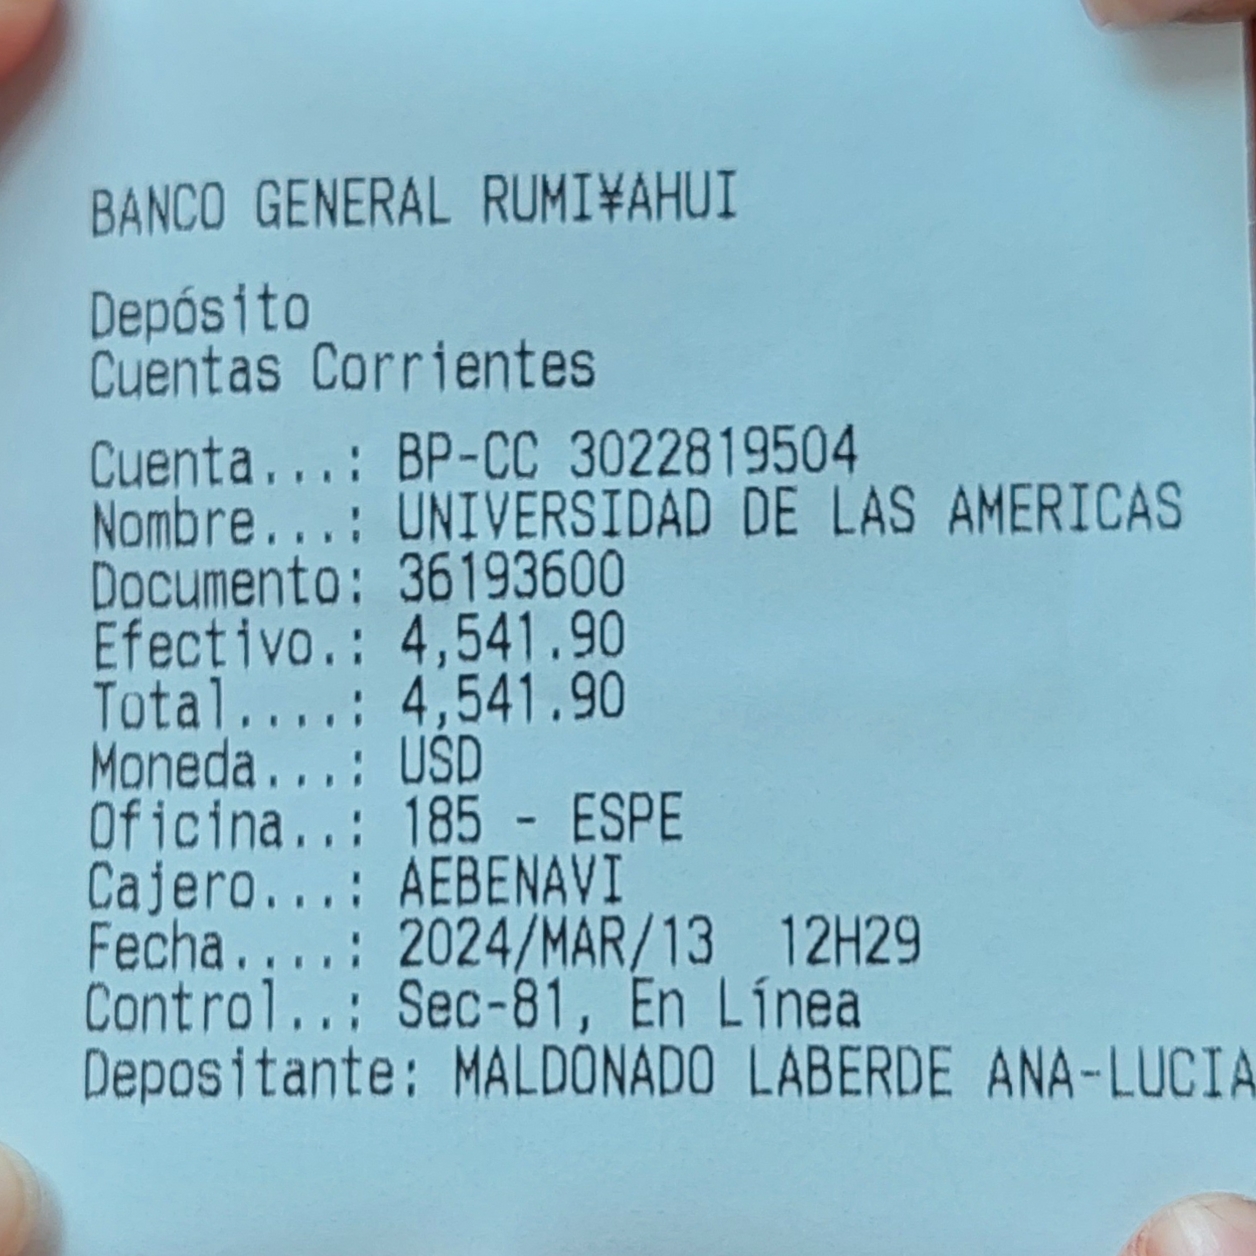 BANCO GENERAL RUMI¥AHUI
Depósito
Cuentas Corrientes
Cuenta...: BP-CC 3022819504
Nombre...: UNIVERSIDAD DE LAS AMERICAS
Documento: 36193600
Efectivo.: 4,541.90
Total....: 4,541.90
Moneda...: USD
Oficina..: 185 - ESPE
Cajero...: AEBENAVI
Fecha....: 2024/MAR/13 12H29
Control..: Sec-81, En Línea
Depositante: MALDONADO LABERDE ANA-LUCIA